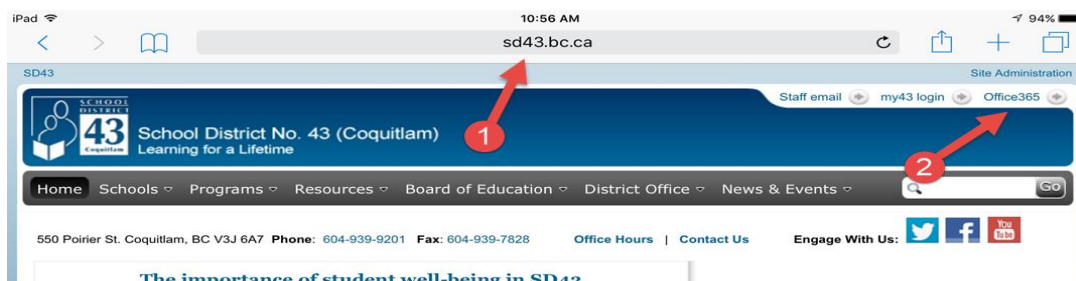 iPad 10:56 AM 94%
sd43.bc.ca
SD43 Site Administration
Staff email my43 login Office365
SCHOOL
DISTRICT
43
Coquitlam
School District No. 43 (Coquitlam)
Learning for a Lifetime
1
2
Home Schools Programs Resources Board of Education District Office News & Events Go
550 Poirier St. Coquitlam, BC V3J 6A7 Phone: 604-939-9201 Fax: 604-939-7828 Office Hours | Contact Us Engage With Us: f You Tube
The importance of student well-being in SD43